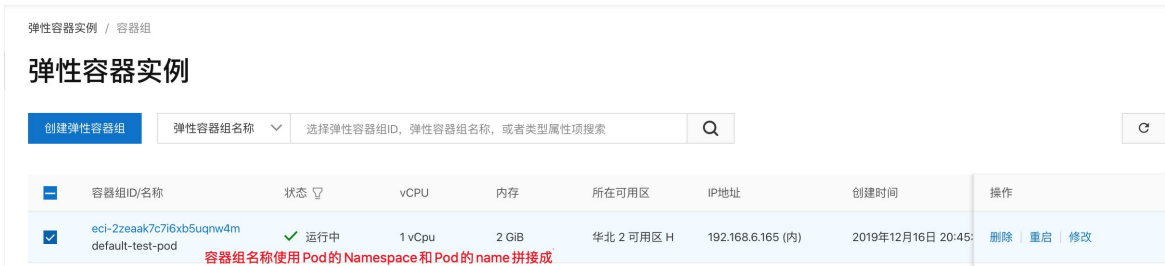 弹性容器实例 / 容器组
弹性容器实例
创建弹性容器组 弹性容器组名称 选择弹性容器组ID, 弹性容器组名称, 或者类型属性项搜索
容器组ID/名称 状态 vCPU 内存 所在可用区 IP地址 创建时间 操作
eci-2zeaak7c7i6xb5uqnw4m
default-test-pod
运行中 1 vCpu 2 GiB 华北 2 可用区 H 192.168.6.165 (内) 2019年12月16日 20:45: 删除 | 重启 | 修改
容器组名称使用Pod的Namespace和Pod的name拼接成